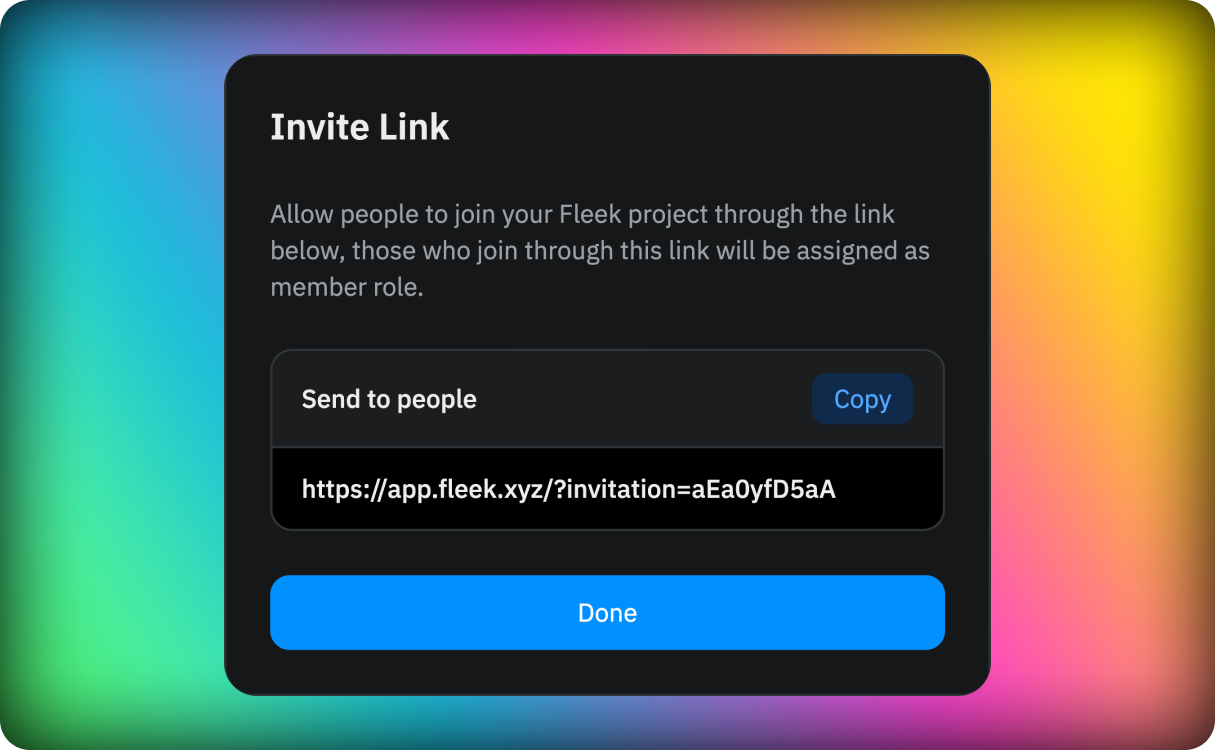 Invite Link
Allow people to join your Fleek project through the link
below, those who join through this link will be assigned as
member role.
Send to people
Copy
https://app.fleek.xyz/?invitation=aEa0yfD5aA
Done